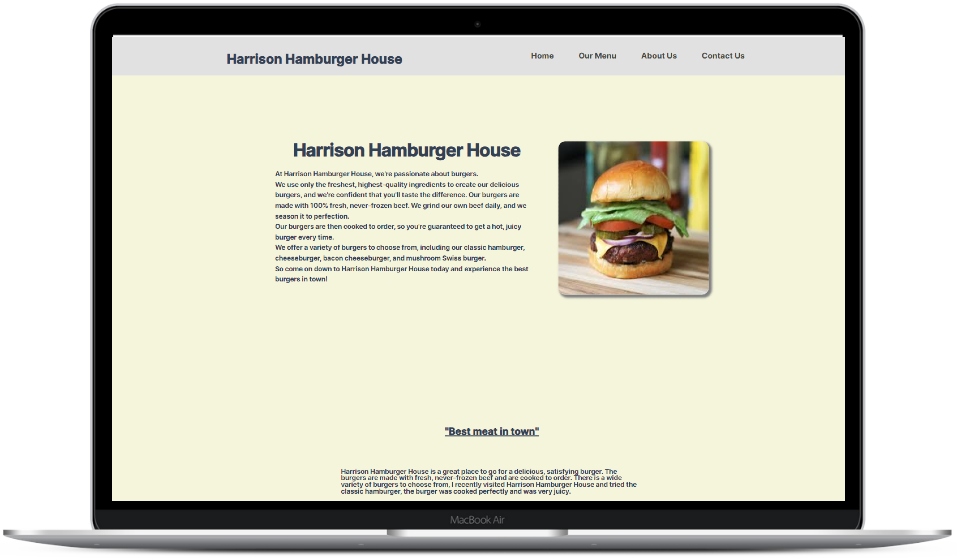 Harrison Hamburger House
Home Our Menu About Us Contact Us
Harrison Hamburger House
At Harrison Hamburger House, we're passionate about burgers.
We use only the freshest, highest-quality ingredients to create our delicious
burgers, and we're confident that you'll taste the difference. Our burgers are
made with 100% fresh, never-frozen beef. We grind our own beef daily, and we
season it to perfection.
Our burgers are then cooked to order, so you're guaranteed to get a hot, juicy
burger every time.
We offer a variety of burgers to choose from, including our classic hamburger,
cheeseburger, bacon cheeseburger, and mushroom Swiss burger.
So come on down to Harrison Hamburger House today and experience the best
burgers in town!
"Best meat in town"
Harrison Hamburger House is a great place to go for a delicious, satisfying burger. The
burgers are made with fresh, never-frozen beef and are cooked to order. There is a wide
variety of burgers to choose from, I recently visited Harrison Hamburger House and tried the
classic hamburger, the burger was cooked perfectly and was very juicy.
MacBook Air